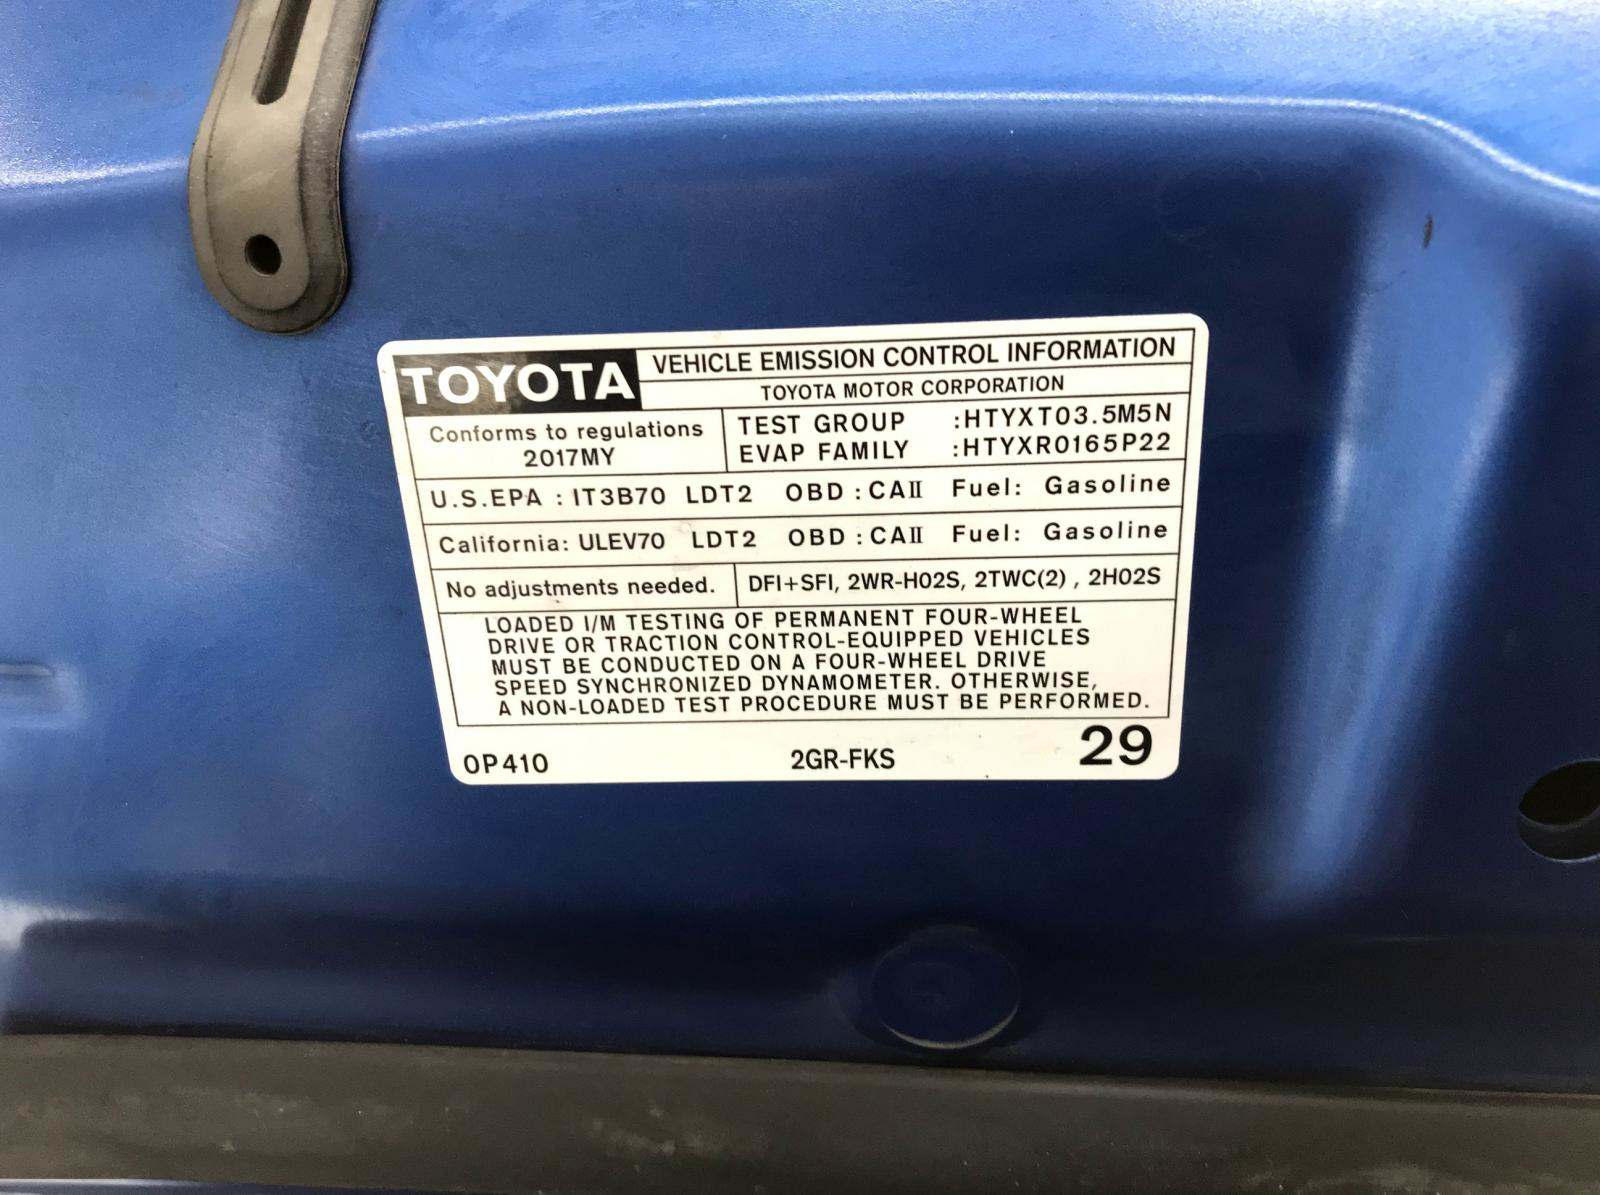 TOYOTA
VEHICLE EMISSION CONTROL INFORMATION
TOYOTA MOTOR CORPORATION
Conforms to regulations
2017MY
TEST GROUP :HTYXT03.5M5N
EVAP FAMILY :HTYXR0165P22
U.S.EPA : IT3B70 LDT2 OBD : CAII Fuel: Gasoline
California: ULEV70 LDT2 OBD : CAII Fuel: Gasoline
No adjustments needed.
DFI+SFI, 2WR-HO2S, 2TWC(2) , 2HO2S
LOADED I/M TESTING OF PERMANENT FOUR-WHEEL
DRIVE OR TRACTION CONTROL-EQUIPPED VEHICLES
MUST BE CONDUCTED ON A FOUR-WHEEL DRIVE
SPEED SYNCHRONIZED DYNAMOMETER. OTHERWISE,
A NON-LOADED TEST PROCEDURE MUST BE PERFORMED.
0P410 2GR-FKS 29